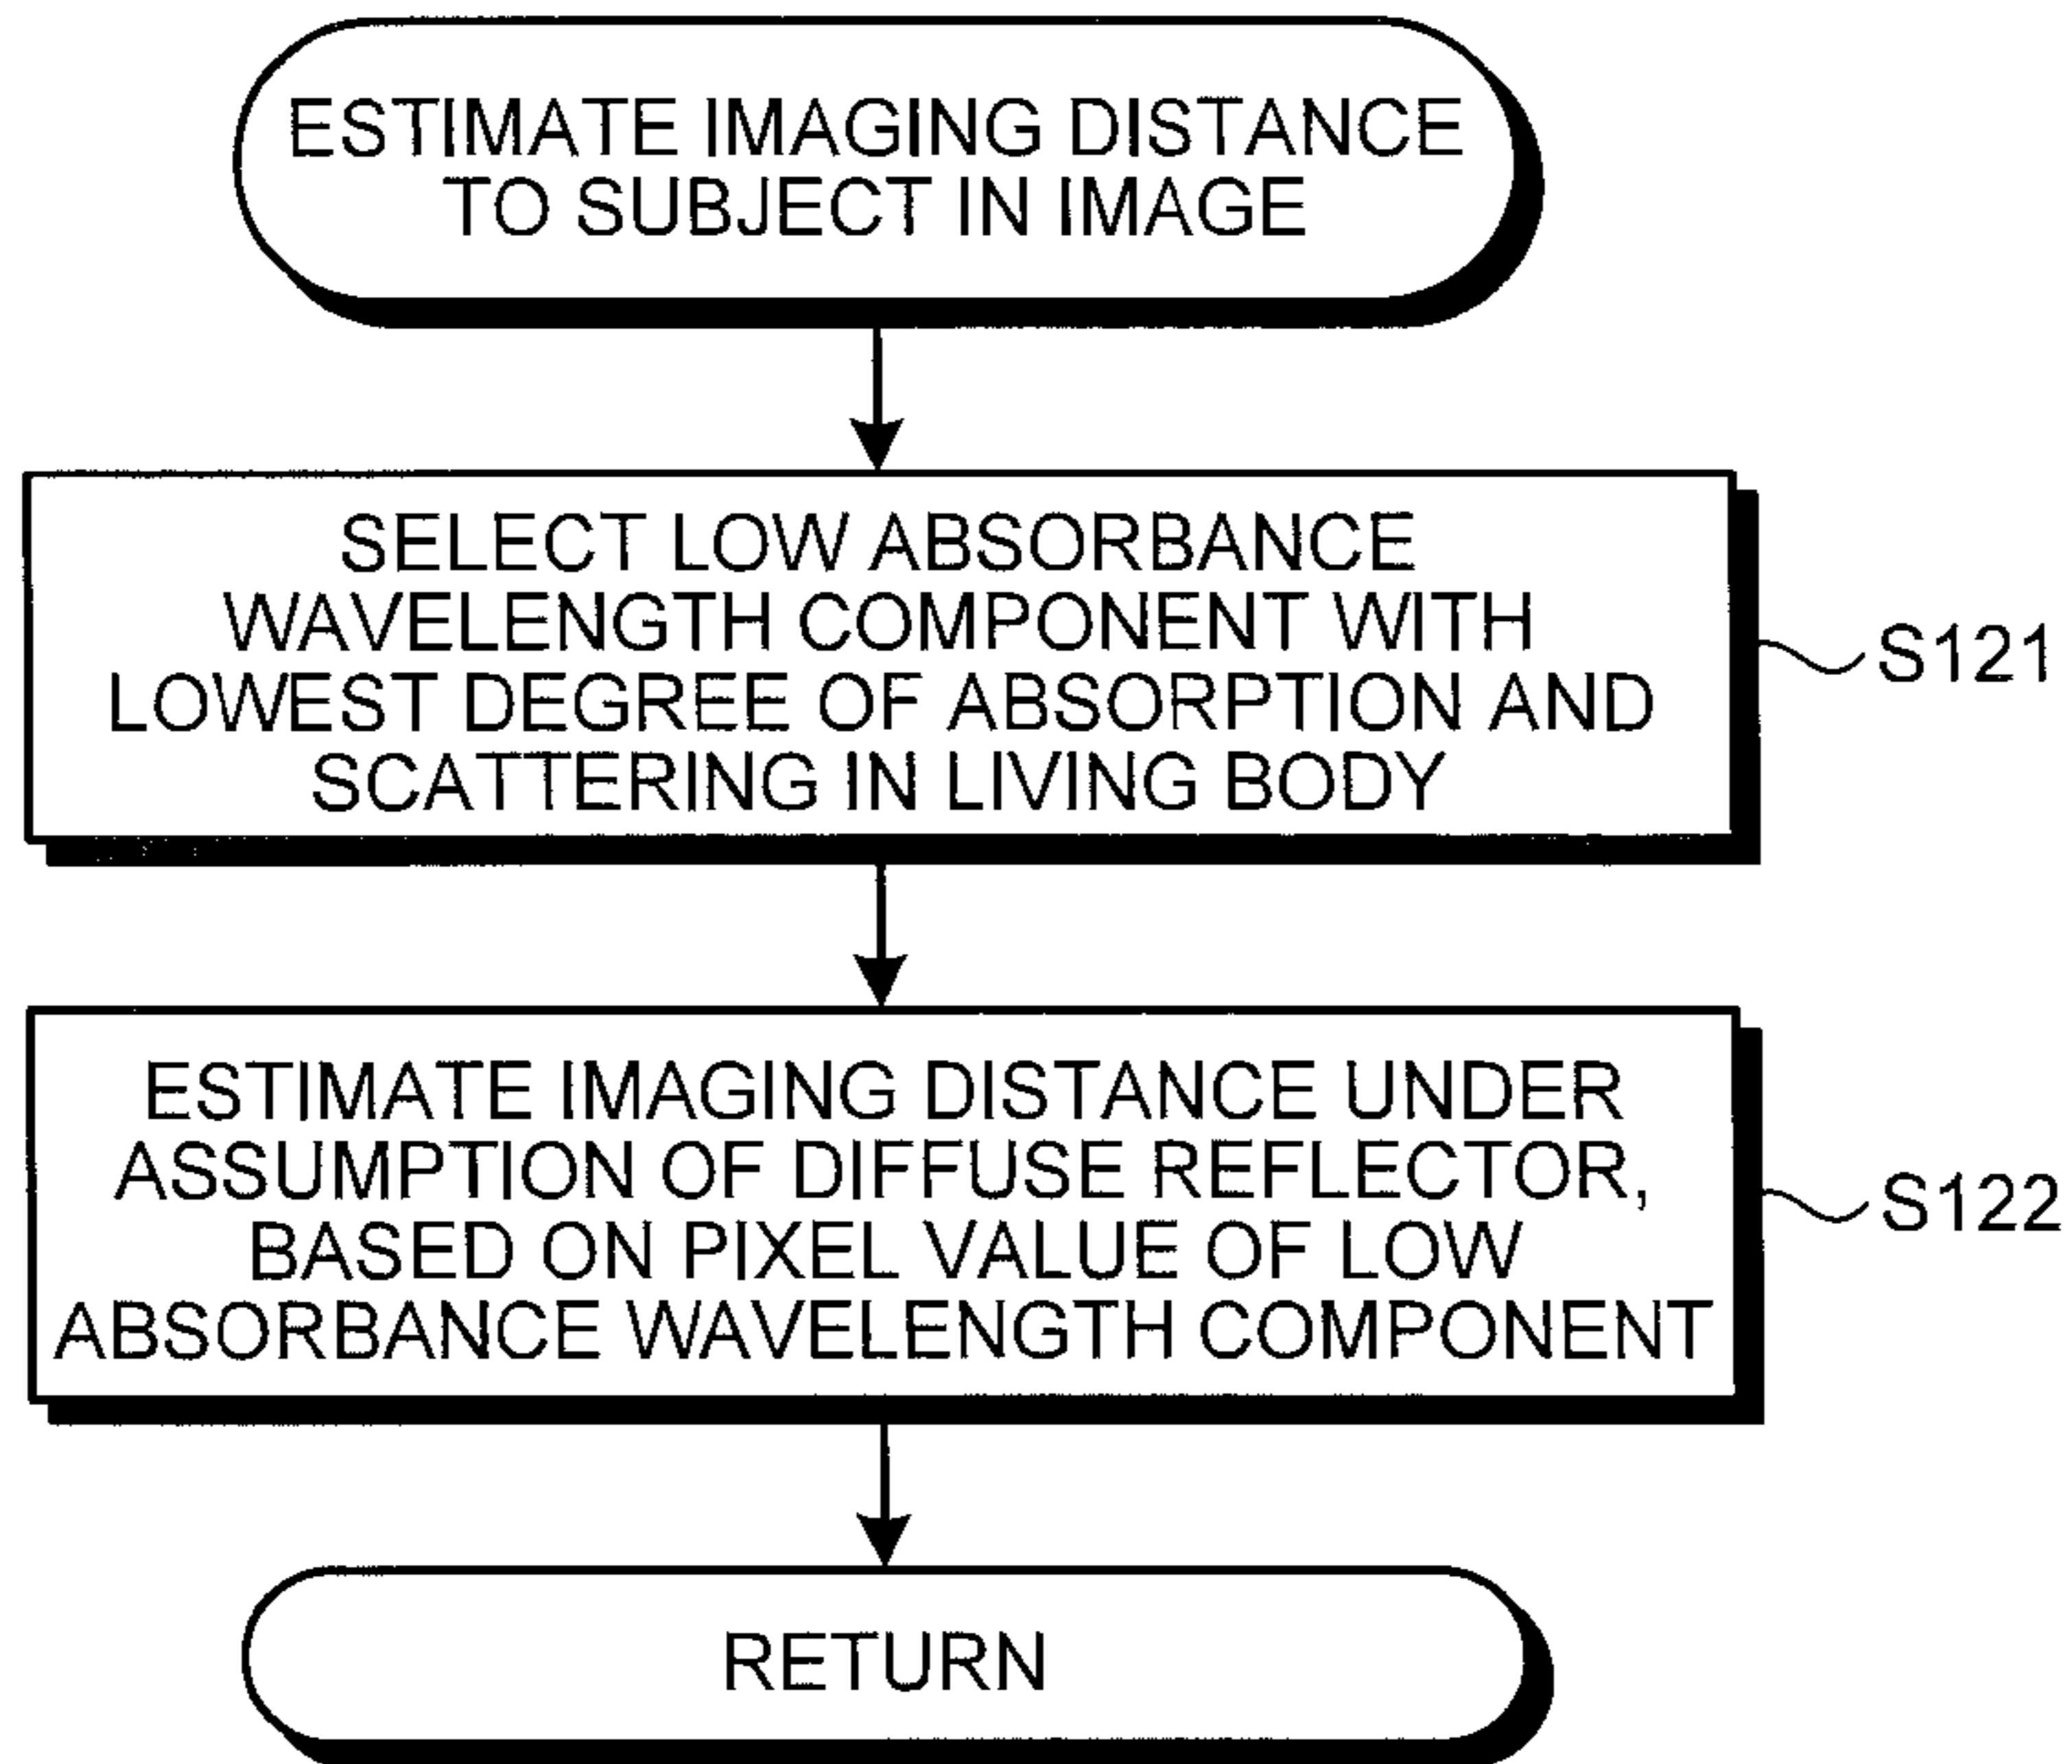 ESTIMATE IMAGING DISTANCE
TO SUBJECT IN IMAGE
SELECT LOW ABSORBANCE
WAVELENGTH COMPONENT WITH
LOWEST DEGREE OF ABSORPTION AND
SCATTERING IN LIVING BODY
S121
ESTIMATE IMAGING DISTANCE UNDER
ASSUMPTION OF DIFFUSE REFLECTOR,
BASED ON PIXEL VALUE OF LOW
ABSORBANCE WAVELENGTH COMPONENT
S122
RETURN